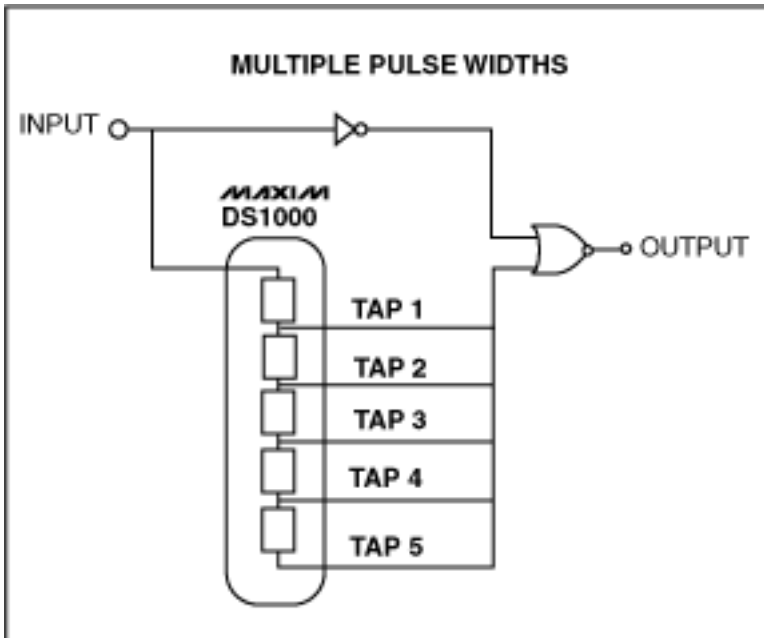 MULTIPLE PULSE WIDTHS
INPUT
MAXIM
DS1000
OUTPUT
TAP 1
TAP 2
TAP 3
TAP 4
TAP 5